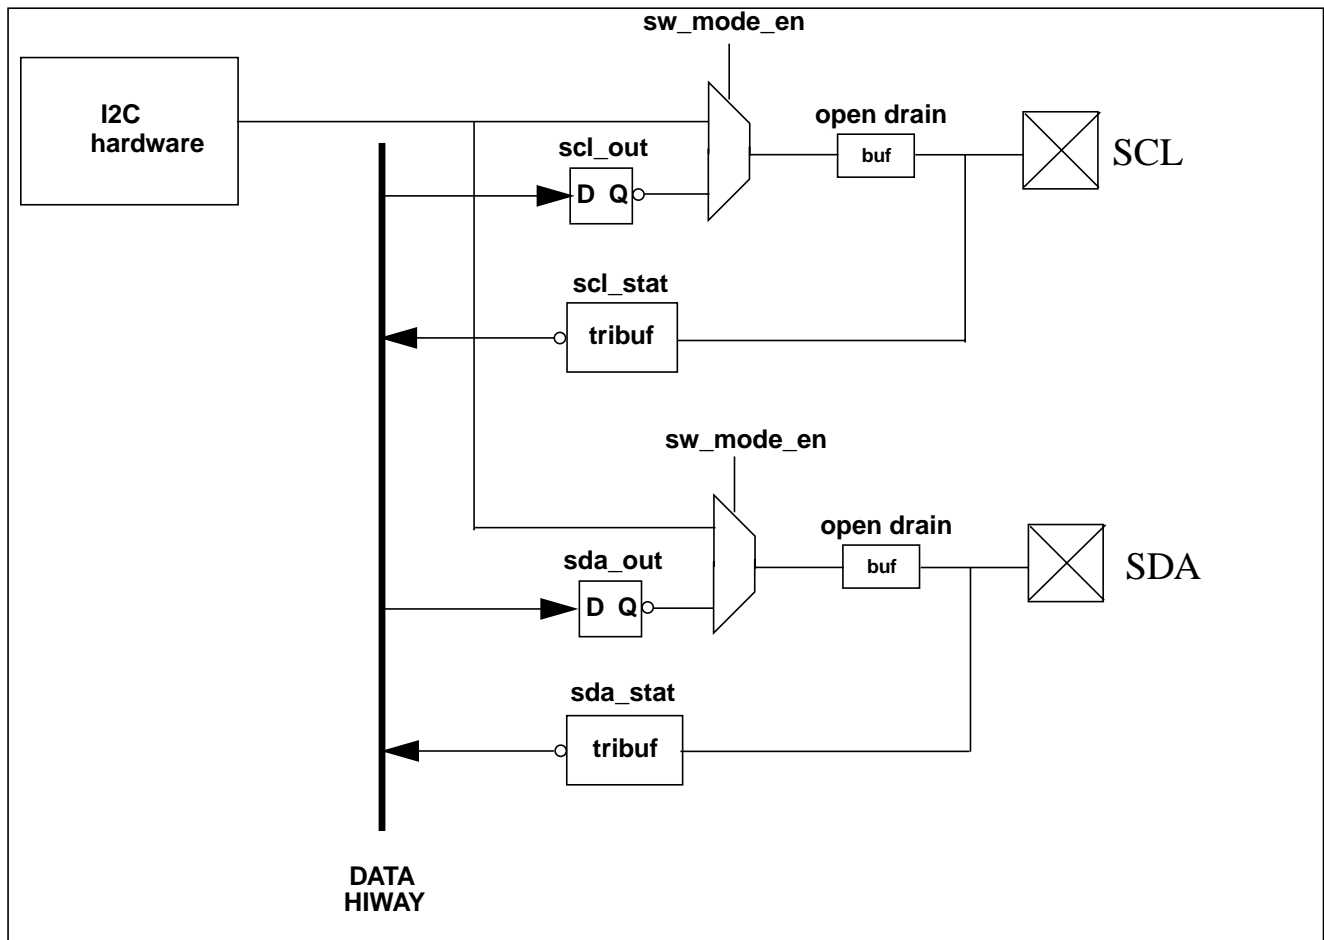 sw_mode_en
I2C
hardware
open drain
scl_out
buf
SCL
D Q
scl_stat
tribuf
sw_mode_en
open drain
sda_out
buf
SDA
D Q
sda_stat
tribuf
DATA
HIWAY